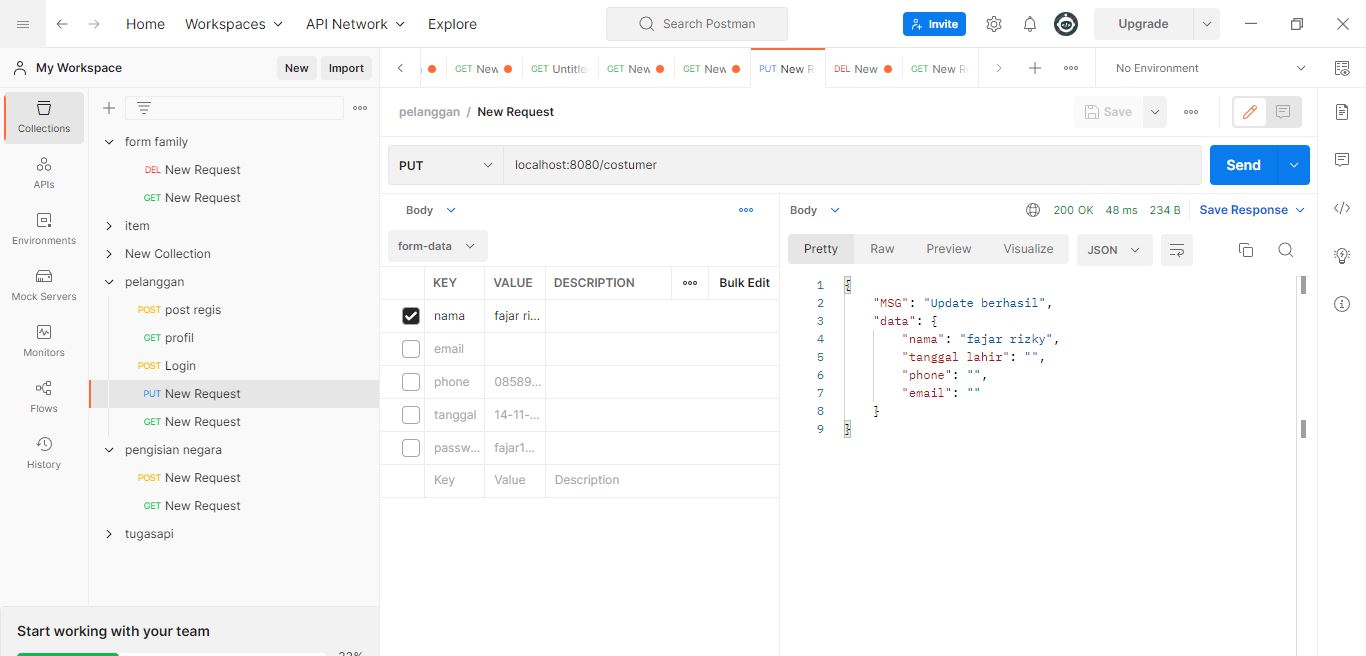 Home Workspaces API Network Explore Search Postman Invite Upgrade
My Workspace New Import
GET New GET Untitle GET New GET New PUT New R DEL New GET New R No Environment
Collections
APIs
Environments
Mock Servers
Monitors
Flows
History
form family
DEL New Request
GET New Request
item
New Collection
pelanggan
POST post regis
GET profil
POST Login
PUT New Request
GET New Request
pengisian negara
POST New Request
GET New Request
tugasapi
Start working with your team
pelanggan / New Request Save
PUT localhost:8080/costumer Send
Body
form-data
KEY VALUE DESCRIPTION Bulk Edit
nama fajar ri...
email
phone 08589...
tanggal 14-11-...
passw... fajar1...
Key Value Description
Body 200 OK 48 ms 234 B Save Response
Pretty Raw Preview Visualize JSON
1 {
2 "MSG": "Update berhasil",
3 "data": {
4 "nama": "fajar rizky",
5 "tanggal lahir": "",
6 "phone": "",
7 "email": ""
8 }
9 }